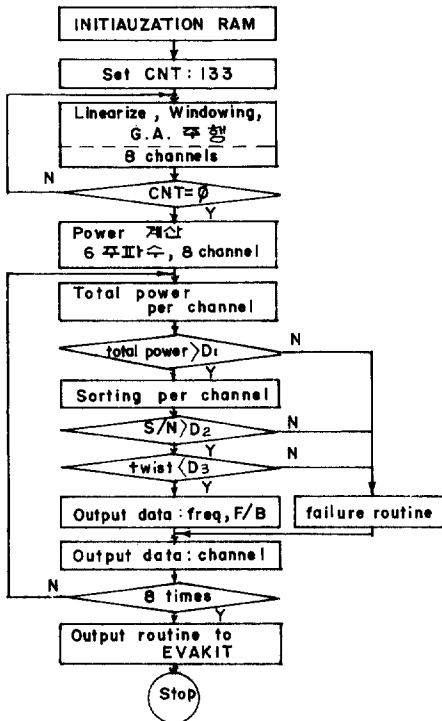 INITIAUZATION RAM
Set CNT: 133
Linearize, Windowing,
G.A. 주행
8 channels
N
CNT=∅
Y
Power 계산
6 주파수, 8 channel
Total power
per channel
total power>D₁
N
Y
Sorting per channel
S/N>D₂
N
Y
twist<D₃
N
Y
Output data: freq, F/B
failure routine
Output data: channel
N
8 times
Y
Output routine to
EVAKIT
Stop